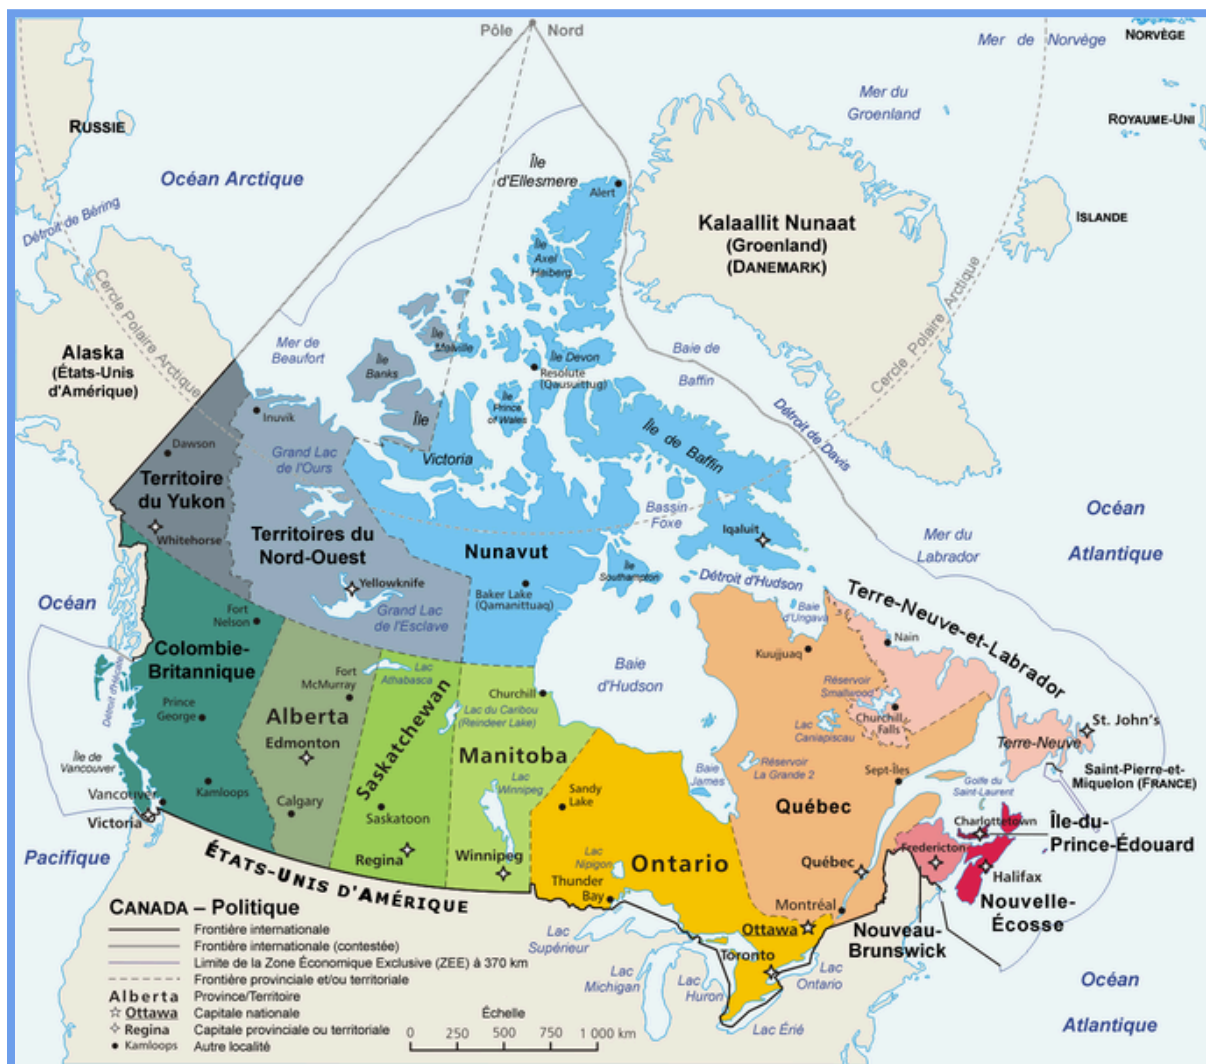 Pôle Nord
Mer de Norvège
NORVÈGE
Mer du
Groenland
ROYAUME-UNI
RUSSIE
Océan Arctique
Île
d'Ellesmere
Alert
Détroit de Béring
Kalaallit Nunaat
(Groenland)
(DANEMARK)
ISLANDE
Île
Axel
Heiberg
Cercle Polaire Arctique
Cercle Polaire Arctique
Mer de
Beaufort
Île
Melville
Île Devon
Resolute
(Qausuittuq)
Baie de
Baffin
Alaska
(États-Unis
d'Amérique)
Île
Banks
Île
Prince
of Wales
Île
Victoria
Inuvik
Dawson
Grand Lac
de l'Ours
Île de Baffin
Détroit de Davis
Territoire
du Yukon
Whitehorse
Territoires du
Nord-Ouest
Nunavut
Bassin
Foxe
Iqaluit
Océan
Atlantique
Mer du
Labrador
Yellowknife
Grand Lac
de l'Esclave
Baker Lake
(Qamanittuaq)
Île
Southampton
Détroit d'Hudson
Baie
d'Ungava
Terre-Neuve-et-Labrador
Océan
Pacifique
Fort
Nelson
Colombie-
Britannique
Détroit d'Hécate
Prince
George
Île de
Vancouver
Kamloops
Vancouver
Victoria
Fort
McMurray
Alberta
Edmonton
Calgary
Lac
Athabasca
Saskatchewan
Saskatoon
Regina
Churchill
Lac du Caribou
(Reindeer Lake)
Manitoba
Lac
Winnipeg
Winnipeg
Baie
d'Hudson
Baie
James
Sandy
Lake
Lac
Nipigon
Thunder
Bay
Ontario
Kuujjuaq
Nain
Réservoir
Smallwood
Churchill
Falls
Lac
Caniapiscau
Réservoir
La Grande 2
Sept-Îles
Québec
Québec
Montréal
Terre-Neuve
St. John's
Saint-Pierre-et-
Miquelon (FRANCE)
Golfe du
Saint-Laurent
Charlottetown
Île-du-
Prince-Édouard
Fredericton
Halifax
Nouvelle-
Écosse
Nouveau-
Brunswick
Ottawa
Toronto
Lac
Supérieur
Lac
Michigan
Lac
Huron
Lac
Ontario
Lac Érié
Océan
Atlantique
ÉTATS-UNIS D'AMÉRIQUE
CANADA – Politique
Frontière internationale
Frontière internationale (contestée)
Limite de la Zone Économique Exclusive (ZEE) à 370 km
Frontière provinciale et/ou territoriale
Alberta Province/Territoire
Ottawa Capitale nationale
Regina Capitale provinciale ou territoriale
Kamloops Autre localité
Échelle
0 250 500 750 1 000 km